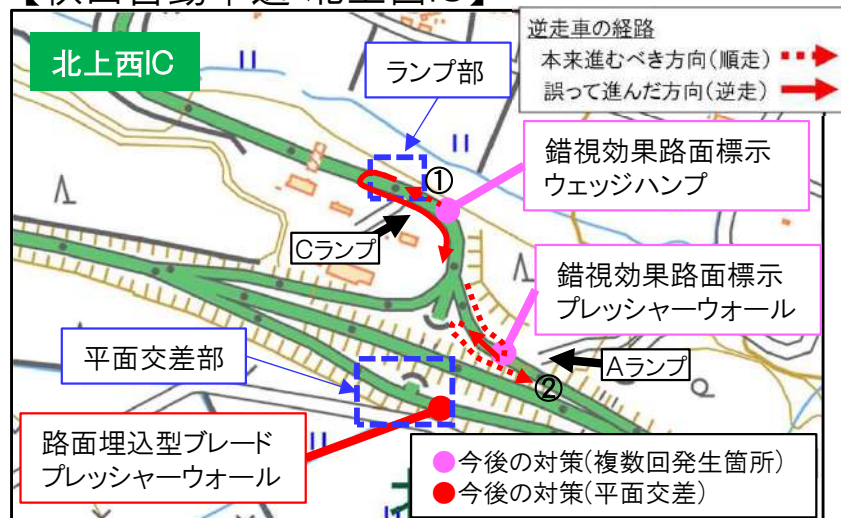 北上西IC
逆走車の経路
本来進むべき方向(順走)
誤って進んだ方向(逆走)
ランプ部
錯視効果路面標示
ウェッジハンプ
①
Cランプ
錯視効果路面標示
プレッシャーウォール
平面交差部
Aランプ
②
路面埋込型ブレード
プレッシャーウォール
●今後の対策(複数回発生箇所)
●今後の対策(平面交差)